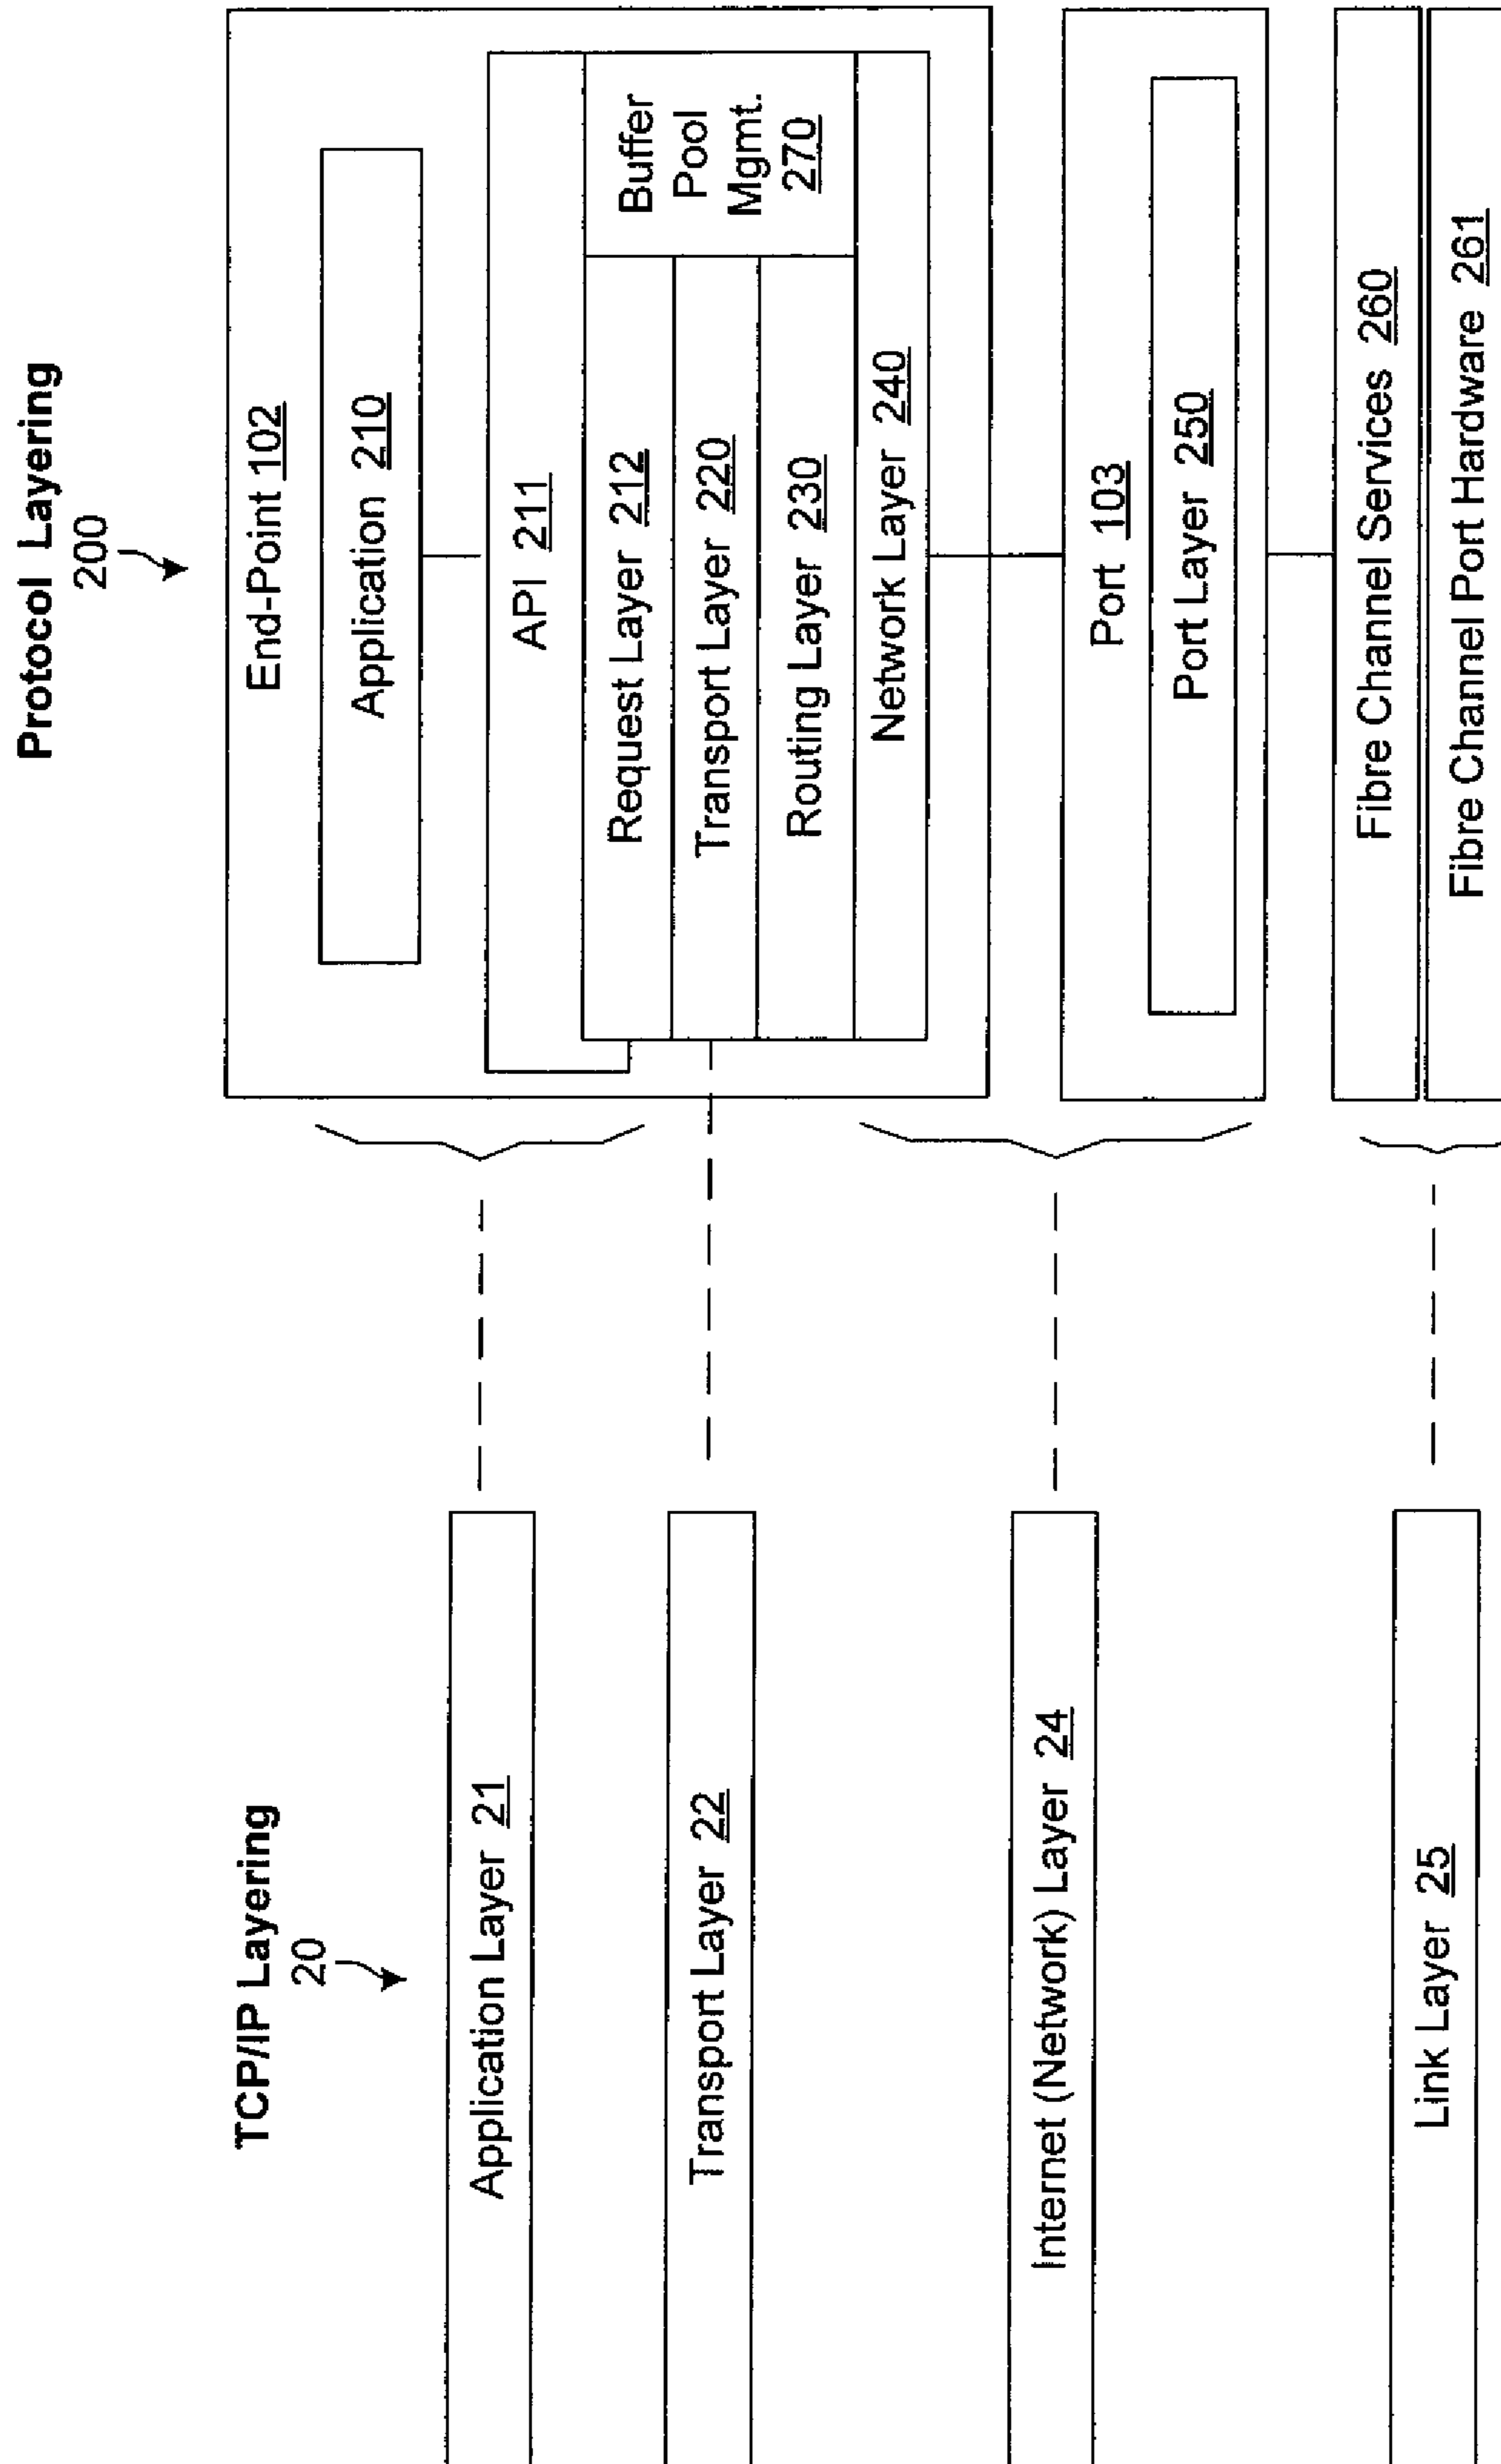 Protocol Layering
200
End-Point 102
Application 210
API 211
Request Layer 212
Transport Layer 220
Routing Layer 230
Buffer
Pool
Mgmt.
270
Network Layer 240
Port 103
Port Layer 250
Fibre Channel Services 260
Fibre Channel Port Hardware 261
TCP/IP Layering
20
Application Layer 21
Transport Layer 22
Internet (Network) Layer 24
Link Layer 25